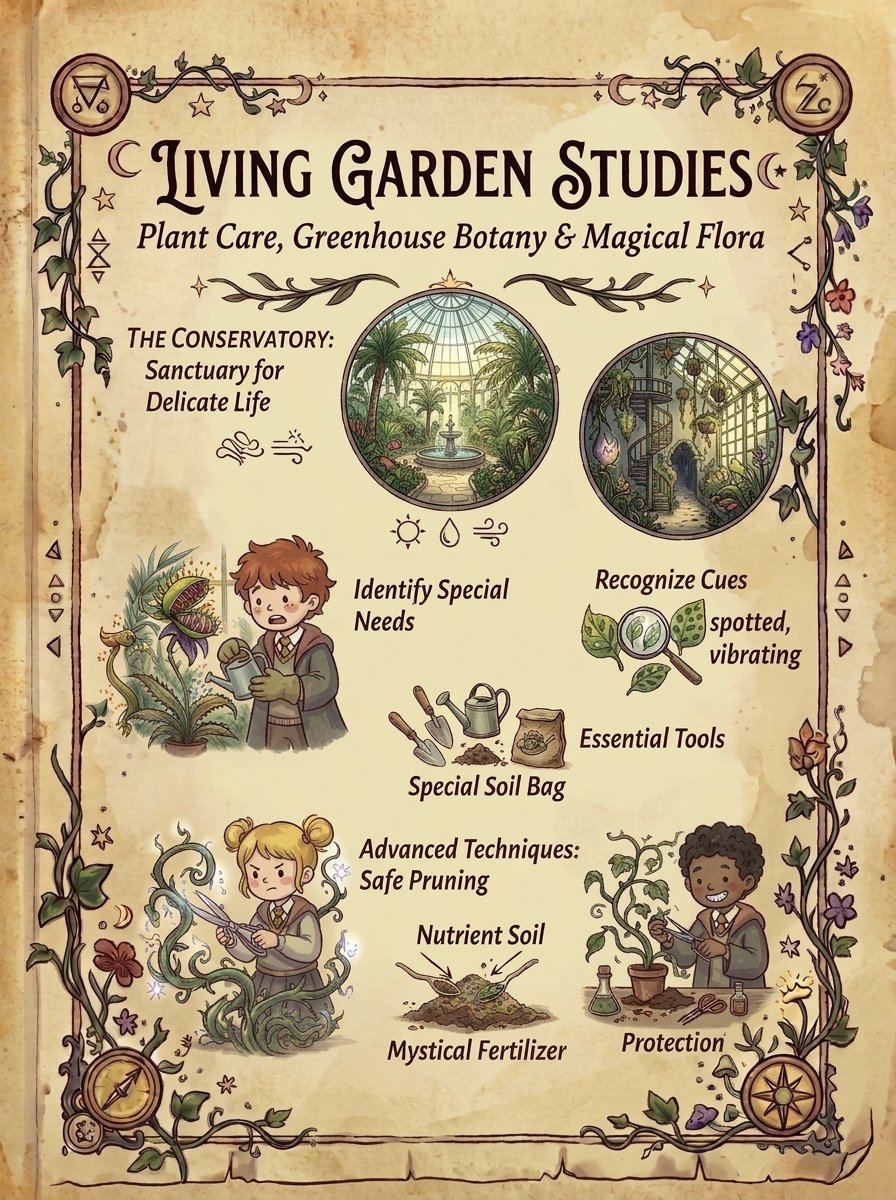 LIVING GARDEN STUDIES
Plant Care, Greenhouse Botany & Magical Flora
THE CONSERVATORY:
Sanctuary for
Delicate Life
Identify Special
Needs
Recognize Cues
spotted,
vibrating
Essential Tools
Special Soil Bag
Advanced Techniques:
Safe Pruning
Nutrient Soil
Mystical Fertilizer
Protection